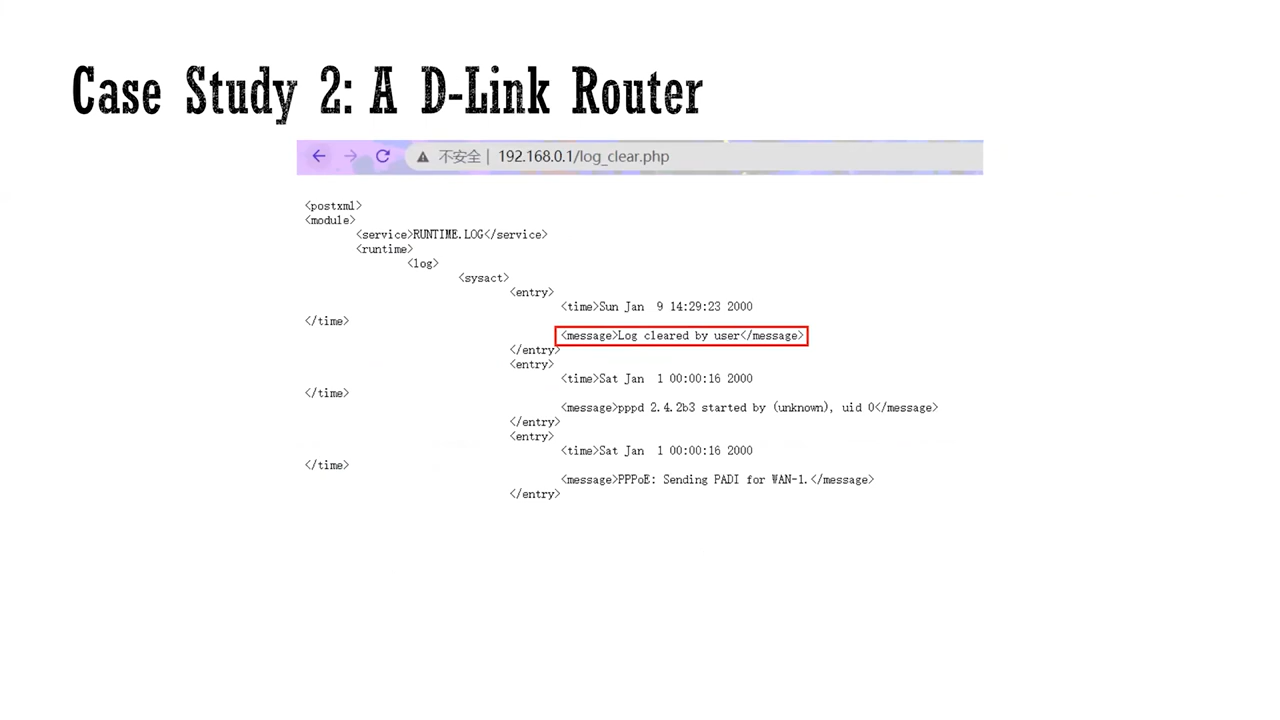 Case Study 2: A D-Link Router
不安全 | 192.168.0.1/log_clear.php
<postxml>
<module>
<service>RUNTIME.LOG</service>
<runtime>
<log>
<sysact>
<entry>
<time>Sun Jan  9 14:29:23 2000
</time>
<message>Log cleared by user</message>
</entry>
<entry>
<time>Sat Jan  1 00:00:16 2000
</time>
<message>pppd 2.4.2b3 started by (unknown), uid 0</message>
</entry>
<entry>
<time>Sat Jan  1 00:00:16 2000
</time>
<message>PPPoE: Sending PADI for WAN-1.</message>
</entry>